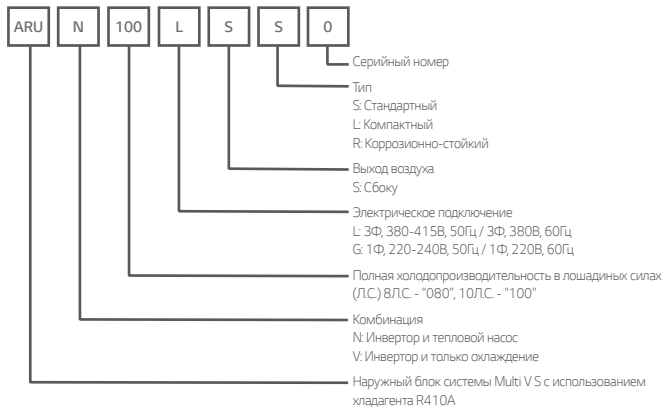 ARU N 100 L S S 0
Серийный номер
Тип
S: Стандартный
L: Компактный
R: Коррозионно-стойкий
Выход воздуха
S: Сбоку
Электрическое подключение
L: 3Ф, 380-415В, 50Гц / 3Ф, 380В, 60Гц
G: 1Ф, 220-240В, 50Гц / 1Ф, 220В, 60Гц
Полная холодопроизводительность в лошадиных силах
(Л.С.) 8Л.С. - "080", 10Л.С. - "100"
Комбинация
N: Инвертор и тепловой насос
V: Инвертор и только охлаждение
Наружный блок системы Multi V S с использованием
хладагента R410A